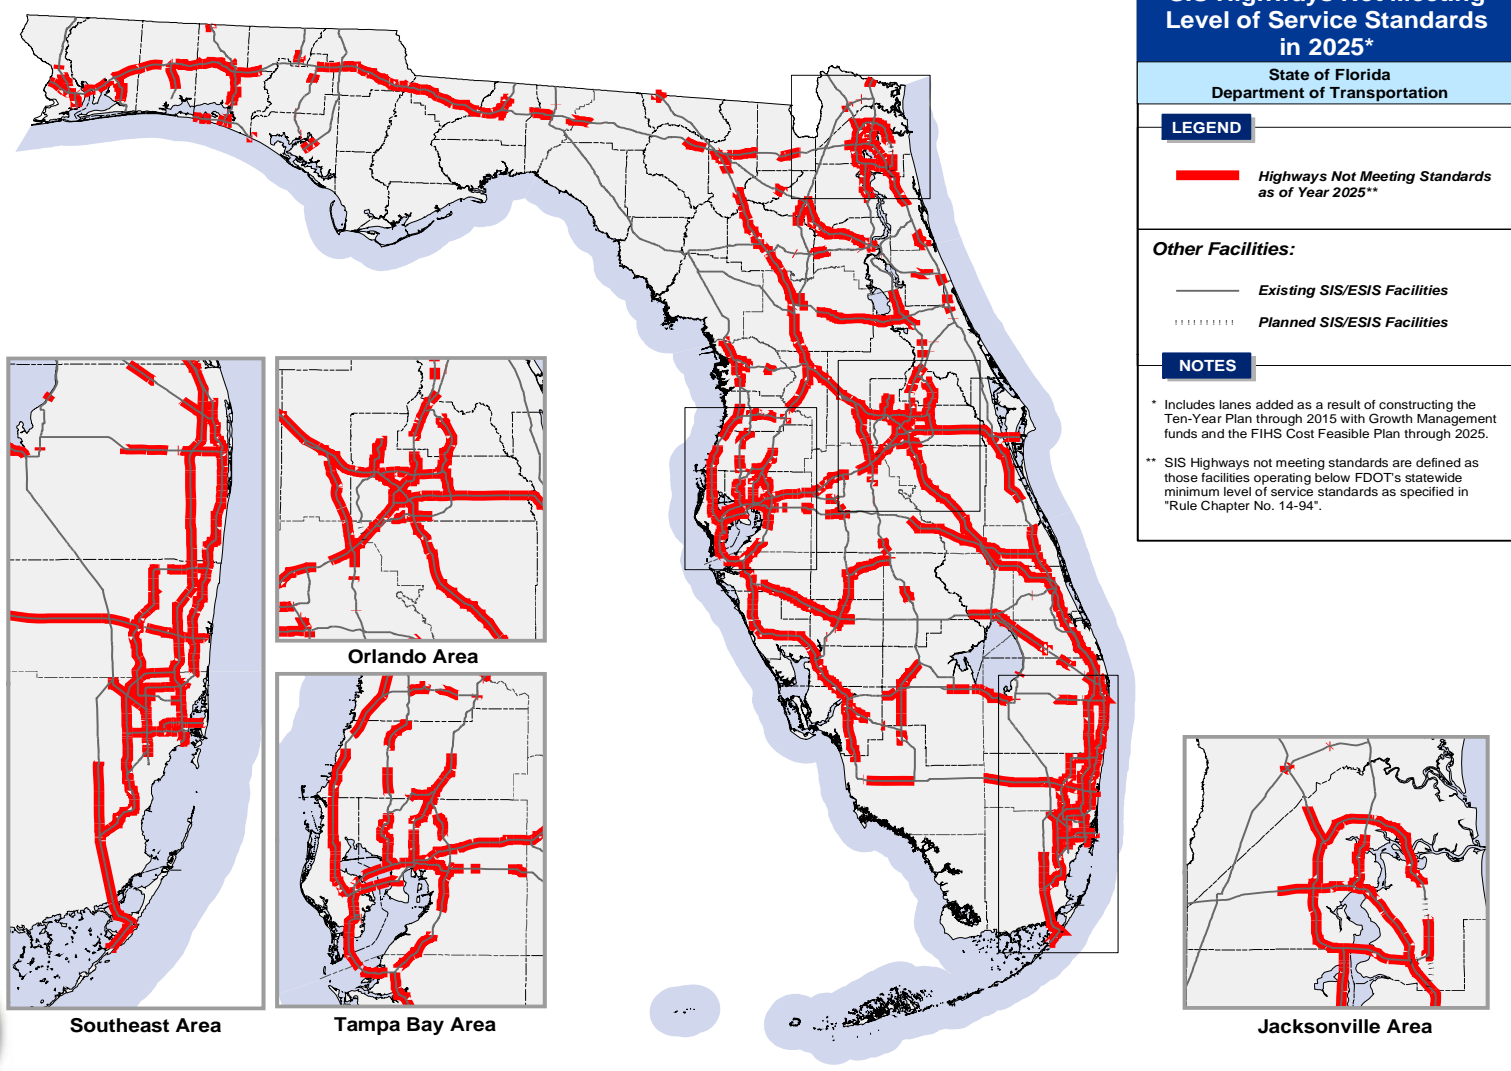 SIS Highways Not Meeting
Level of Service Standards
in 2025*
State of Florida
Department of Transportation
LEGEND
Highways Not Meeting Standards
as of Year 2025**
Other Facilities:
Existing SIS/ESIS Facilities
Planned SIS/ESIS Facilities
NOTES
* Includes lanes added as a result of constructing the
Ten-Year Plan through 2015 with Growth Management
funds and the FIHS Cost Feasible Plan through 2025.
** SIS Highways not meeting standards are defined as
those facilities operating below FDOT's statewide
minimum level of service standards as specified in
"Rule Chapter No. 14-94".
Orlando Area
Southeast Area
Tampa Bay Area
Jacksonville Area